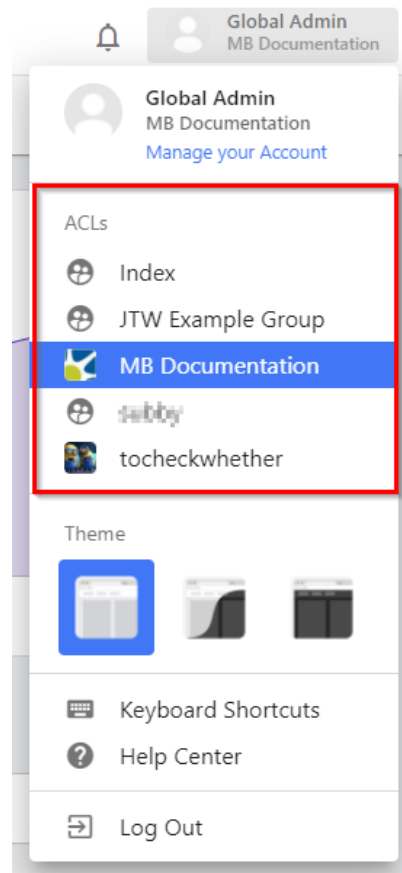 Global Admin
MB Documentation
Global Admin
MB Documentation
Manage your Account
ACLs
Index
JTW Example Group
MB Documentation
tocheckwhether
Theme
Keyboard Shortcuts
Help Center
Log Out